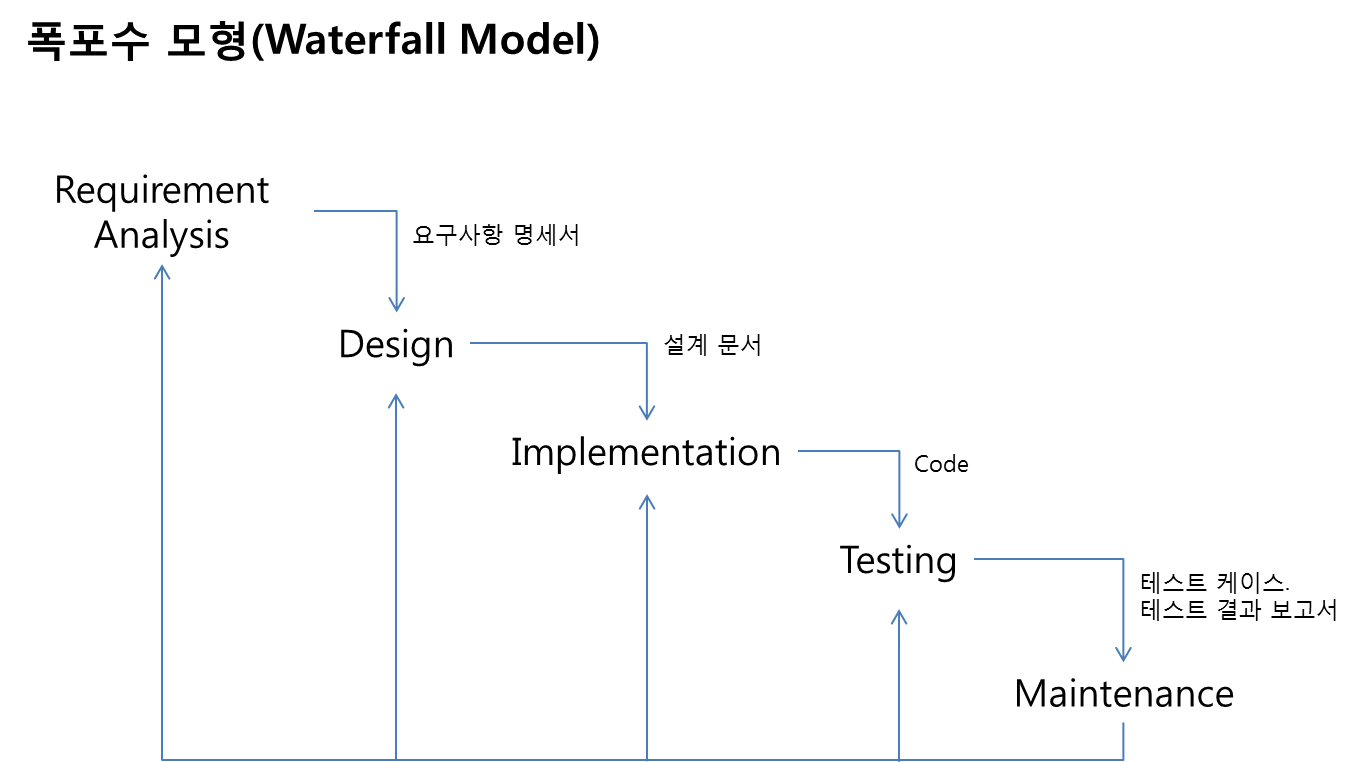 폭포수 모형(Waterfall Model)
Requirement
Analysis
요구사항 명세서
Design
설계 문서
Implementation
Code
Testing
테스트 케이스.
테스트 결과 보고서
Maintenance